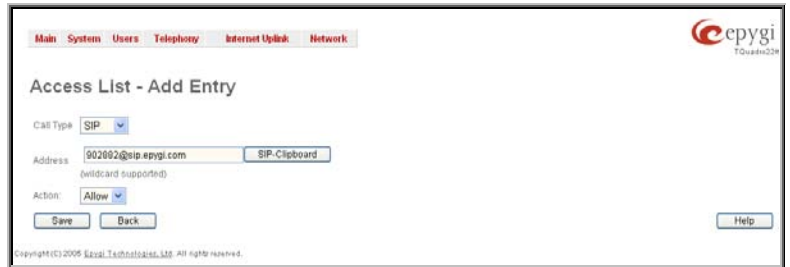 Main System Users Telephony Internet Uplink Network
epygi
Access List - Add Entry
Call Type SIP
Address 902002@sip.epygi.com SIP-Clipboard
(wildcard supported)
Action: Allow
Save Back Help
Copyright (C) 2005 Epygi Technologies, Ltd. All rights reserved.